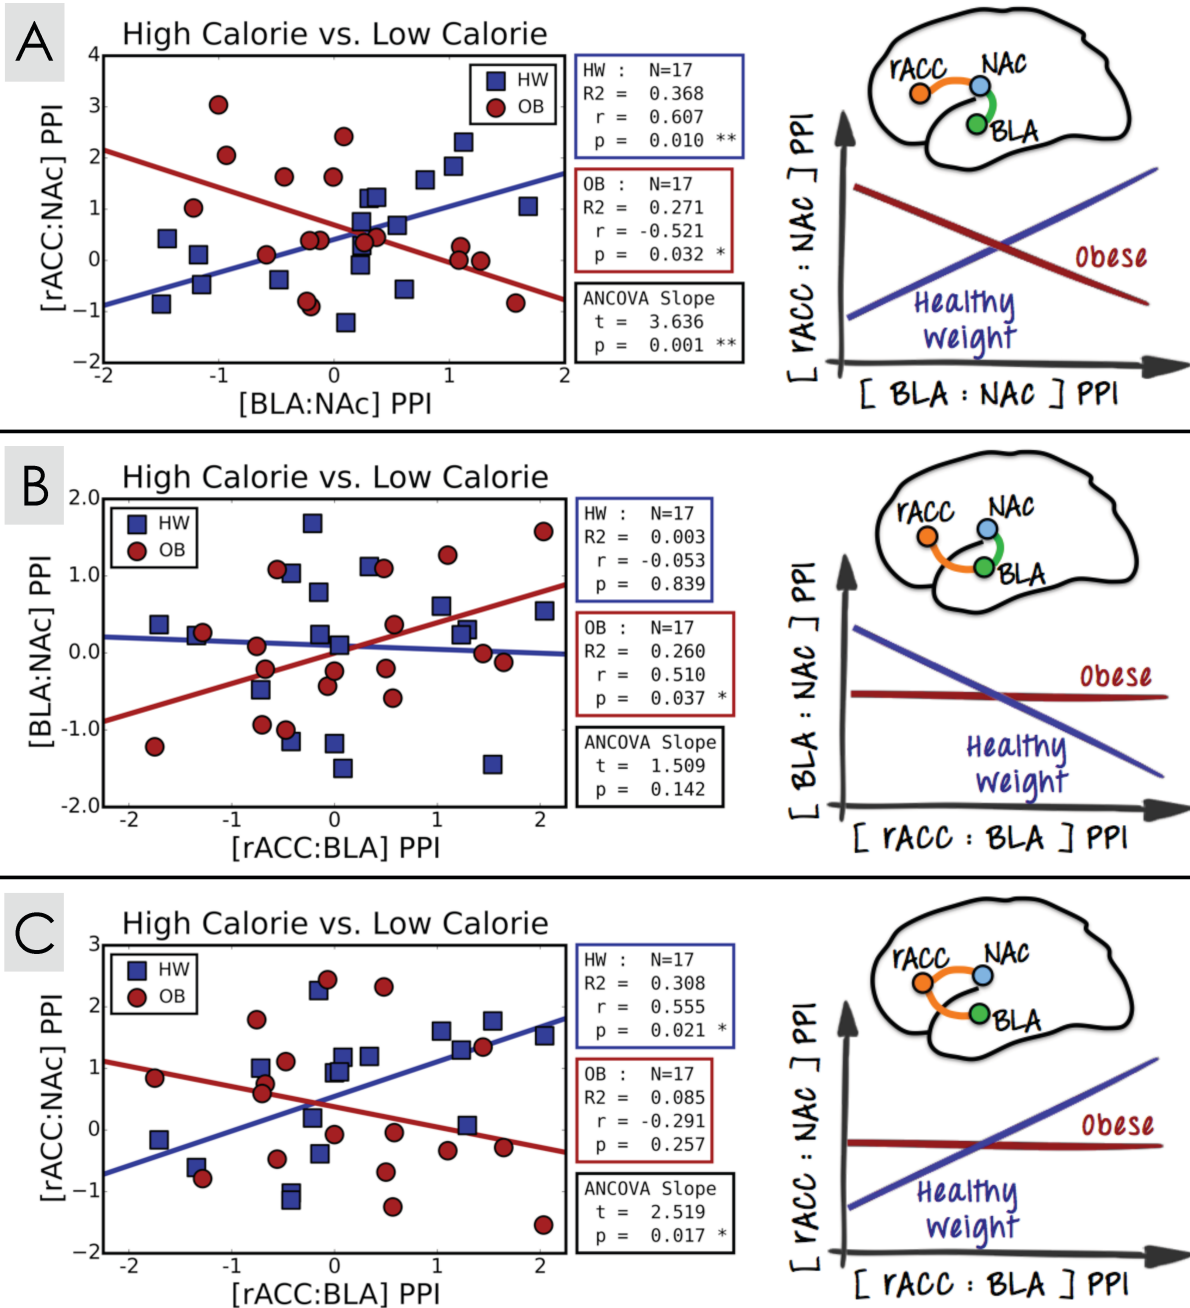 A
High Calorie vs. Low Calorie
[rACC:NAc] PPI
4
3
2
1
0
−1
−2
HW
OB
-2 -1 0 1 2
[BLA:NAc] PPI
HW : N=17
R2 = 0.368
r = 0.607
p = 0.010 **
OB : N=17
R2 = 0.271
r = -0.521
p = 0.032 *
ANCOVA Slope
t = 3.636
p = 0.001 **
rACC
NAc
BLA
[ rACC : NAc ] PPI
Obese
Healthy
Weight
[ BLA : NAc ] PPI
B
High Calorie vs. Low Calorie
[BLA:NAc] PPI
2.0
1.0
0.0
-1.0
-2.0
HW
OB
-2 -1 0 1 2
[rACC:BLA] PPI
HW : N=17
R2 = 0.003
r = -0.053
p = 0.839
OB : N=17
R2 = 0.260
r = 0.510
p = 0.037 *
ANCOVA Slope
t = 1.509
p = 0.142
rACC
NAc
BLA
[ BLA : NAc ] PPI
Obese
Healthy
Weight
[ rACC : BLA ] PPI
C
High Calorie vs. Low Calorie
[rACC:NAc] PPI
3
2
1
0
−1
−2
HW
OB
-2 -1 0 1 2
[rACC:BLA] PPI
HW : N=17
R2 = 0.308
r = 0.555
p = 0.021 *
OB : N=17
R2 = 0.085
r = -0.291
p = 0.257
ANCOVA Slope
t = 2.519
p = 0.017 *
rACC
NAc
BLA
[ rACC : NAc ] PPI
Obese
Healthy
Weight
[ rACC : BLA ] PPI